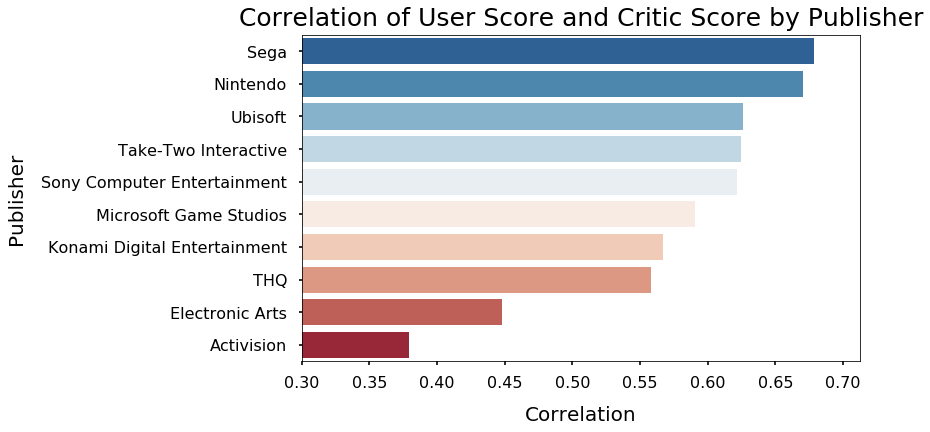 Correlation of User Score and Critic Score by Publisher
Publisher
Sega
Nintendo
Ubisoft
Take-Two Interactive
Sony Computer Entertainment
Microsoft Game Studios
Konami Digital Entertainment
THQ
Electronic Arts
Activision
0.30 0.35 0.40 0.45 0.50 0.55 0.60 0.65 0.70
Correlation